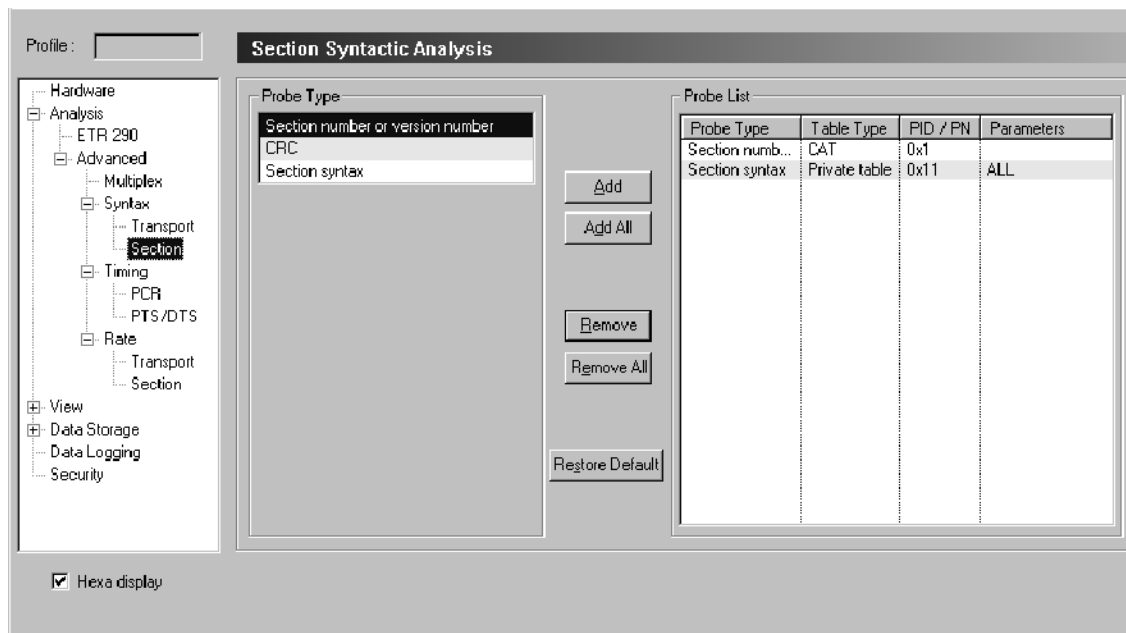 Profile :
Section Syntactic Analysis
Hardware
Analysis
ETR 290
Advanced
Multiplex
Syntax
Transport
Section
Timing
PCR
PTS/DTS
Rate
Transport
Section
View
Data Storage
Data Logging
Security
Probe Type
Section number or version number
CRC
Section syntax
Add
Add All
Remove
Remove All
Restore Default
Probe List
Probe Type Table Type PID / PN Parameters
Section numb... CAT 0x1
Section syntax Private table 0x11 ALL
Hexa display